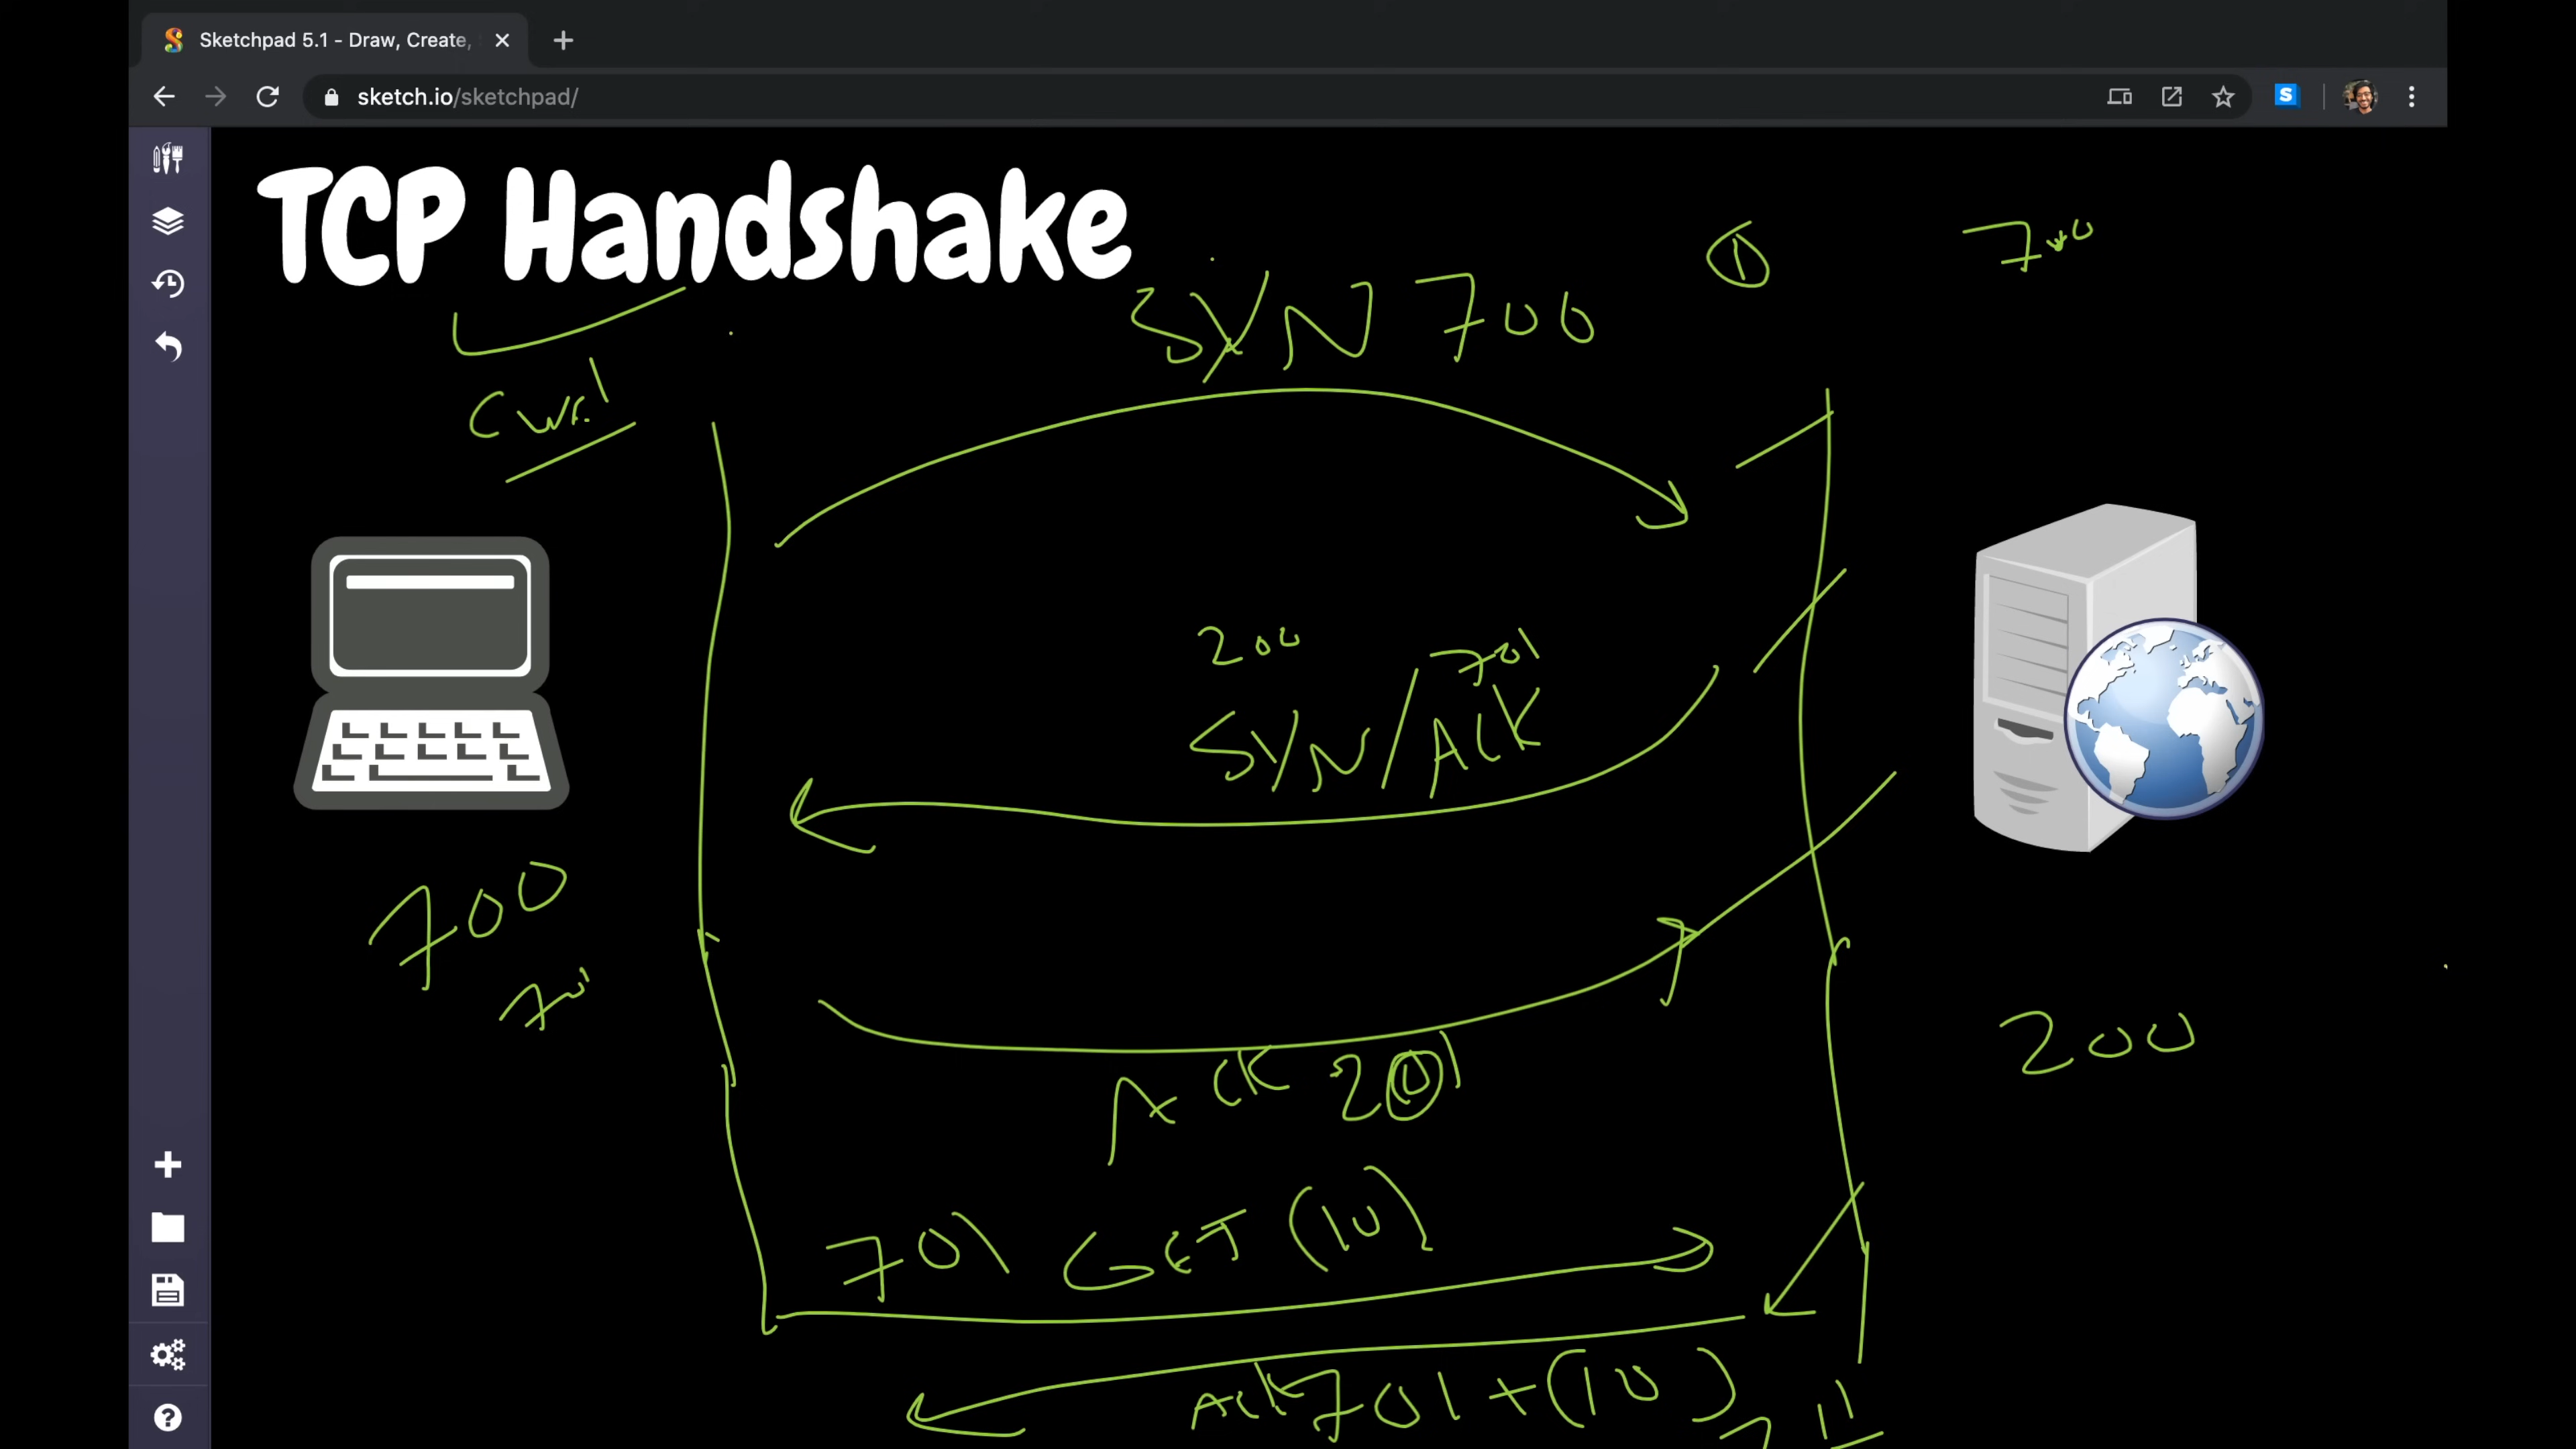 Sketchpad 5.1 - Draw, Create,
sketch.io/sketchpad/
S
TCP Handshake
1
700
SYN 700
200
701
SYN/ACK
700
701
200
ACK 201
701 GET (10)
ACK 701 + (10)
711